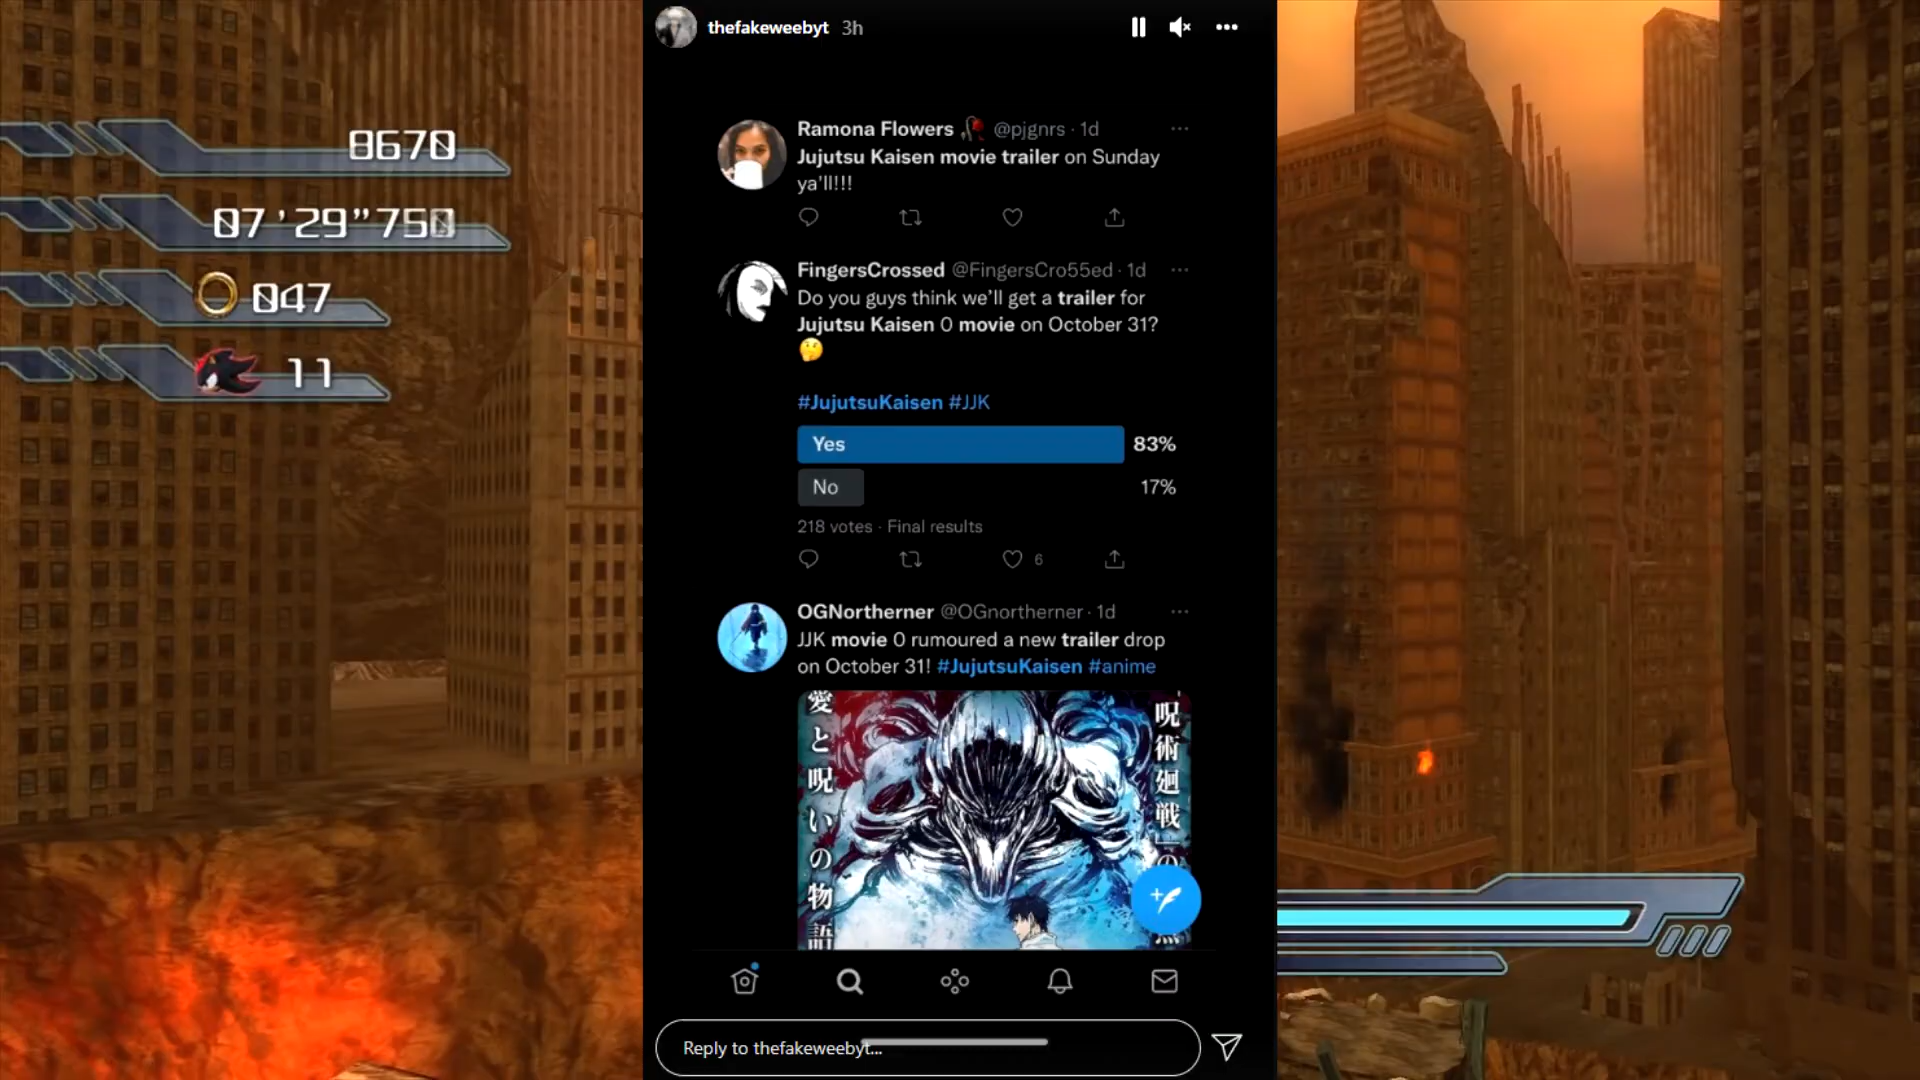 thefakeweebyt 3h
8670
07'29"750
047
11
Ramona Flowers @pjgnrs · 1d
Jujutsu Kaisen movie trailer on Sunday
ya'll!!!
FingersCrossed @FingersCro55ed · 1d
Do you guys think we'll get a trailer for
Jujutsu Kaisen 0 movie on October 31?
🤔
#JujutsuKaisen #JJK
Yes 83%
No 17%
218 votes · Final results
6
OGNortherner @OGnortherner · 1d
JJK movie 0 rumoured a new trailer drop
on October 31! #JujutsuKaisen #anime
愛と呪いの物語
呪術廻戦」の
Reply to thefakeweebyt...